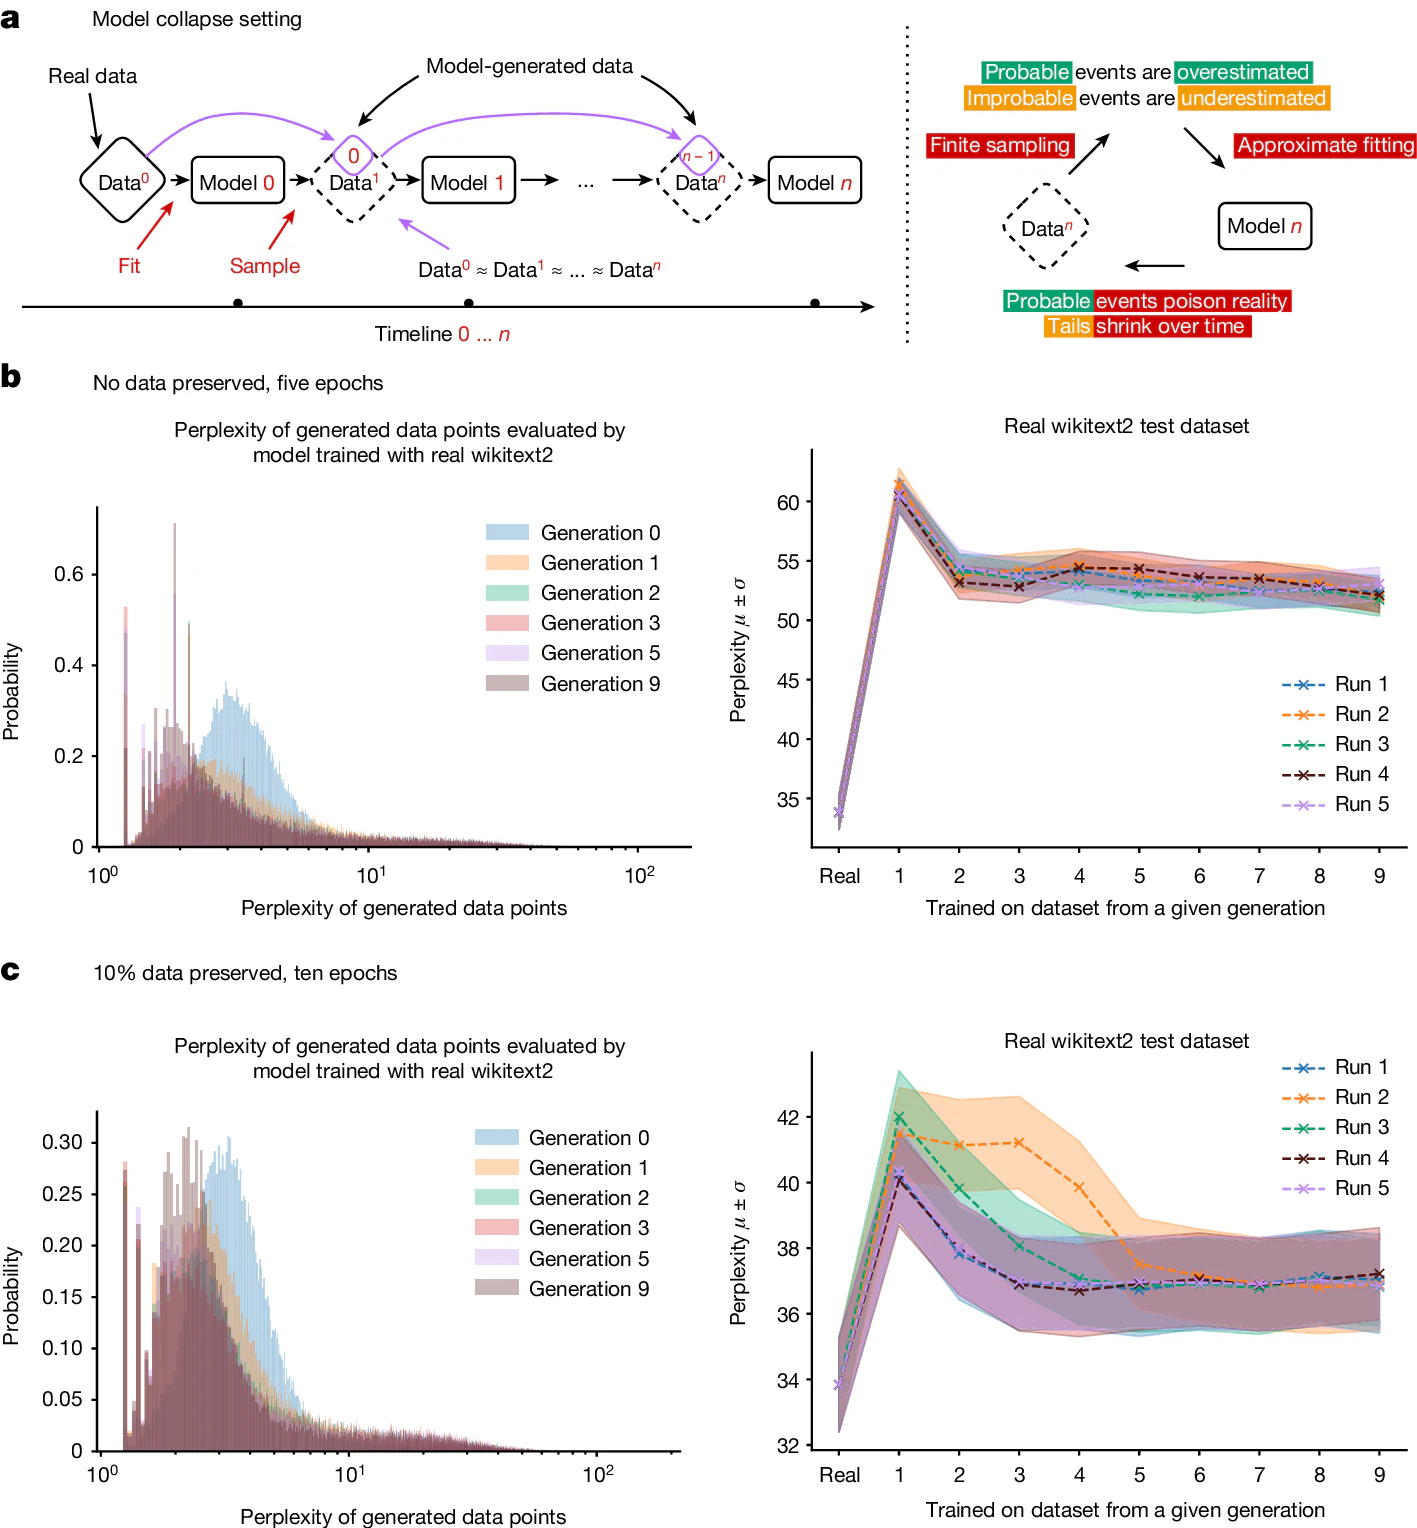 a
Model collapse setting
Real data
Model-generated data
Data⁰
Model 0
0
Data¹
Model 1
...
n − 1
Dataⁿ
Model n
Fit
Sample
Data⁰ ≈ Data¹ ≈ ... ≈ Dataⁿ
Timeline 0 ... n
Probable events are overestimated
Improbable events are underestimated
Finite sampling
Approximate fitting
Dataⁿ
Model n
Probable events poison reality
Tails shrink over time
b
No data preserved, five epochs
Perplexity of generated data points evaluated by
model trained with real wikitext2
Probability
0.6
0.4
0.2
0
10⁰
10¹
10²
Perplexity of generated data points
Generation 0
Generation 1
Generation 2
Generation 3
Generation 5
Generation 9
Real wikitext2 test dataset
Perplexity μ ± σ
60
55
50
45
40
35
Run 1
Run 2
Run 3
Run 4
Run 5
Real 1 2 3 4 5 6 7 8 9
Trained on dataset from a given generation
c
10% data preserved, ten epochs
Perplexity of generated data points evaluated by
model trained with real wikitext2
Probability
0.30
0.25
0.20
0.15
0.10
0.05
0
10⁰
10¹
10²
Perplexity of generated data points
Generation 0
Generation 1
Generation 2
Generation 3
Generation 5
Generation 9
Real wikitext2 test dataset
Perplexity μ ± σ
42
40
38
36
34
32
Run 1
Run 2
Run 3
Run 4
Run 5
Real 1 2 3 4 5 6 7 8 9
Trained on dataset from a given generation